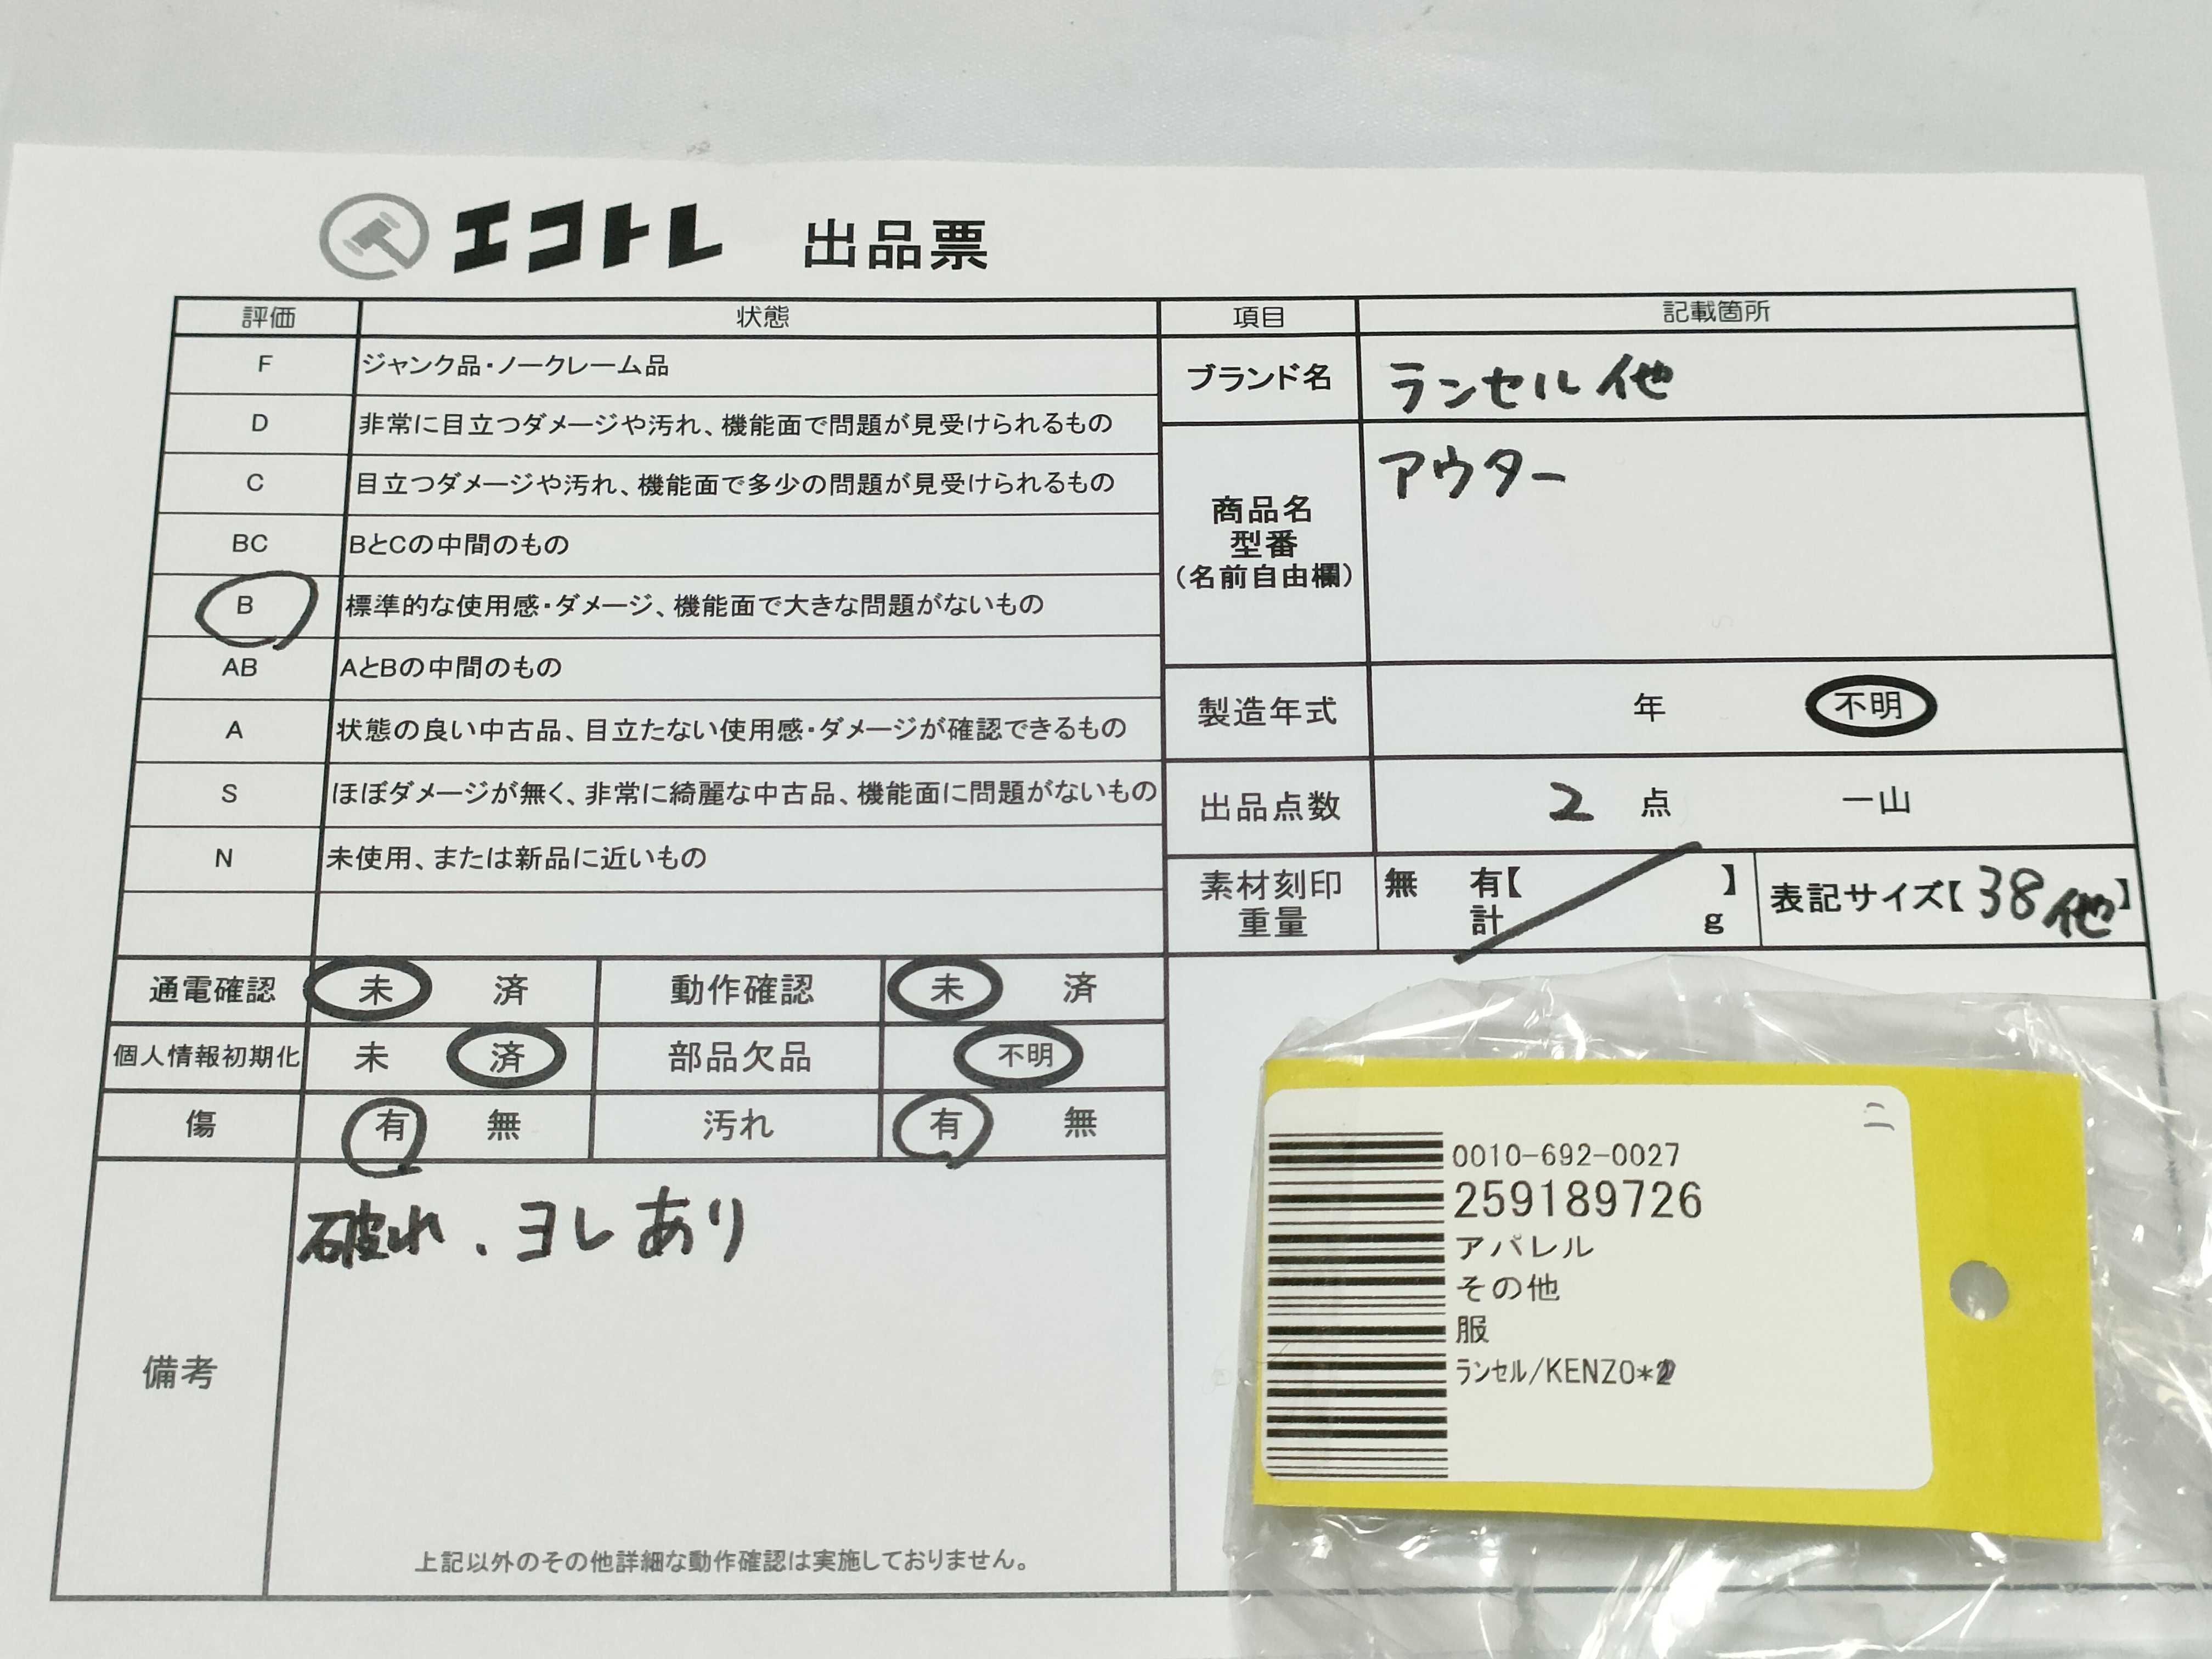 エコトレ 出品票
評価 状態 項目 記載箇所
F ジャンク品・ノークレーム品
D 非常に目立つダメージや汚れ、機能面で問題が見受けられるもの
C 目立つダメージや汚れ、機能面で多少の問題が見受けられるもの
BC BとCの中間のもの
B 標準的な使用感・ダメージ、機能面で大きな問題がないもの
AB AとBの中間のもの
A 状態の良い中古品、目立たない使用感・ダメージが確認できるもの
S ほぼダメージが無く、非常に綺麗な中古品、機能面に問題がないもの
N 未使用、または新品に近いもの
ブランド名 ランセル他
商品名
型番
(名前自由欄)
アウター
製造年式 年 不明
出品点数 2 点 一山
素材刻印 無 有【 】
重量 計 g
表記サイズ【38他】
通電確認 未 済 動作確認 未 済
個人情報初期化 未 済 部品欠品 不明
傷 有 無 汚れ 有 無
備考
破れ、ヨレあり
上記以外のその他詳細な動作確認は実施しておりません。
0010-692-0027
259189726
アパレル
その他
服
ランセル/KENZO*2